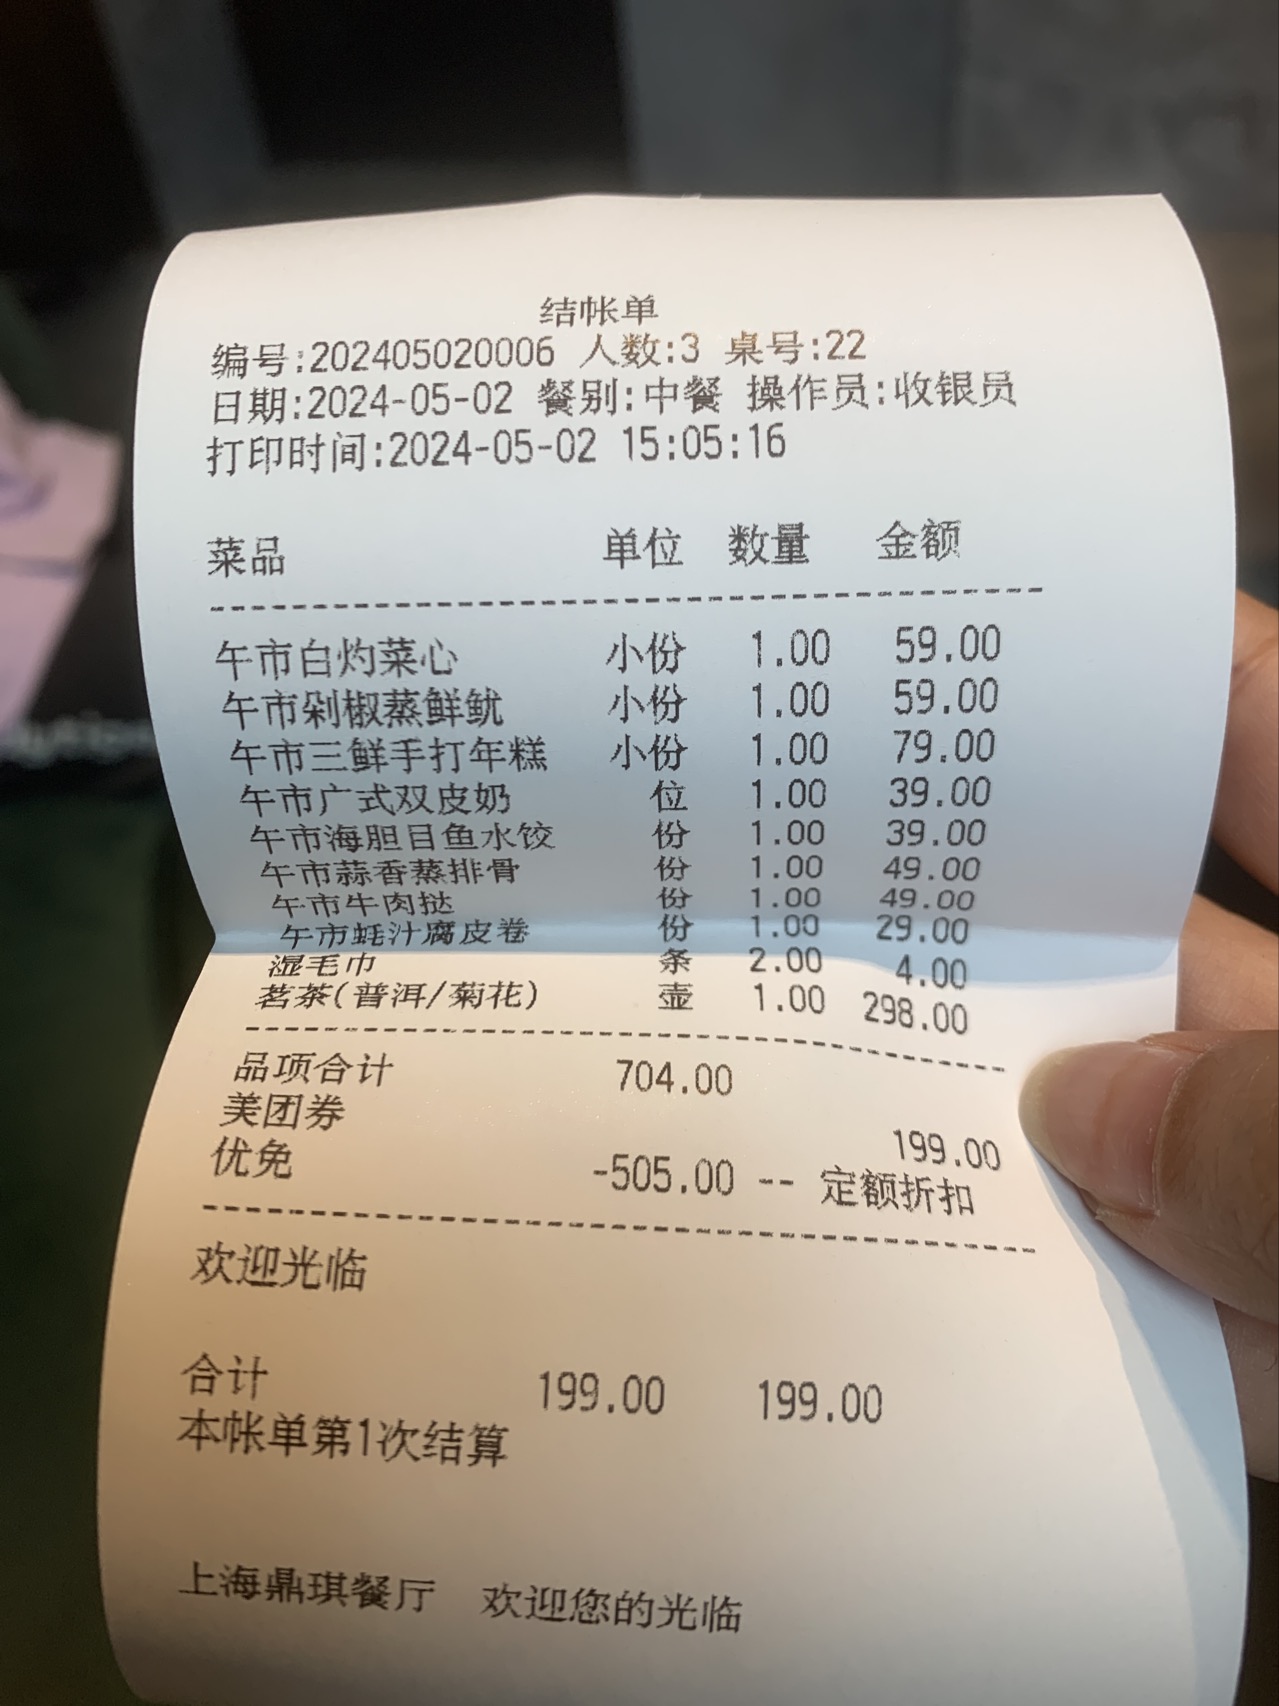 结帐单
编号:202405020006 人数:3 桌号:22
日期:2024-05-02 餐别:中餐 操作员:收银员
打印时间:2024-05-02 15:05:16
菜品 单位 数量 金额
午市白灼菜心 小份 1.00 59.00
午市剁椒蒸鲜鱿 小份 1.00 59.00
午市三鲜手打年糕 小份 1.00 79.00
午市广式双皮奶 位 1.00 39.00
午市海胆目鱼水饺 份 1.00 39.00
午市蒜香蒸排骨 份 1.00 49.00
午市牛肉挞 份 1.00 49.00
午市蚝汁腐皮卷 份 1.00 29.00
湿毛巾 条 2.00 4.00
茗茶(普洱/菊花) 壶 1.00 298.00
品项合计 704.00
美团券 199.00
优免 -505.00 -- 定额折扣
欢迎光临
合计 199.00 199.00
本帐单第1次结算
上海鼎琪餐厅 欢迎您的光临